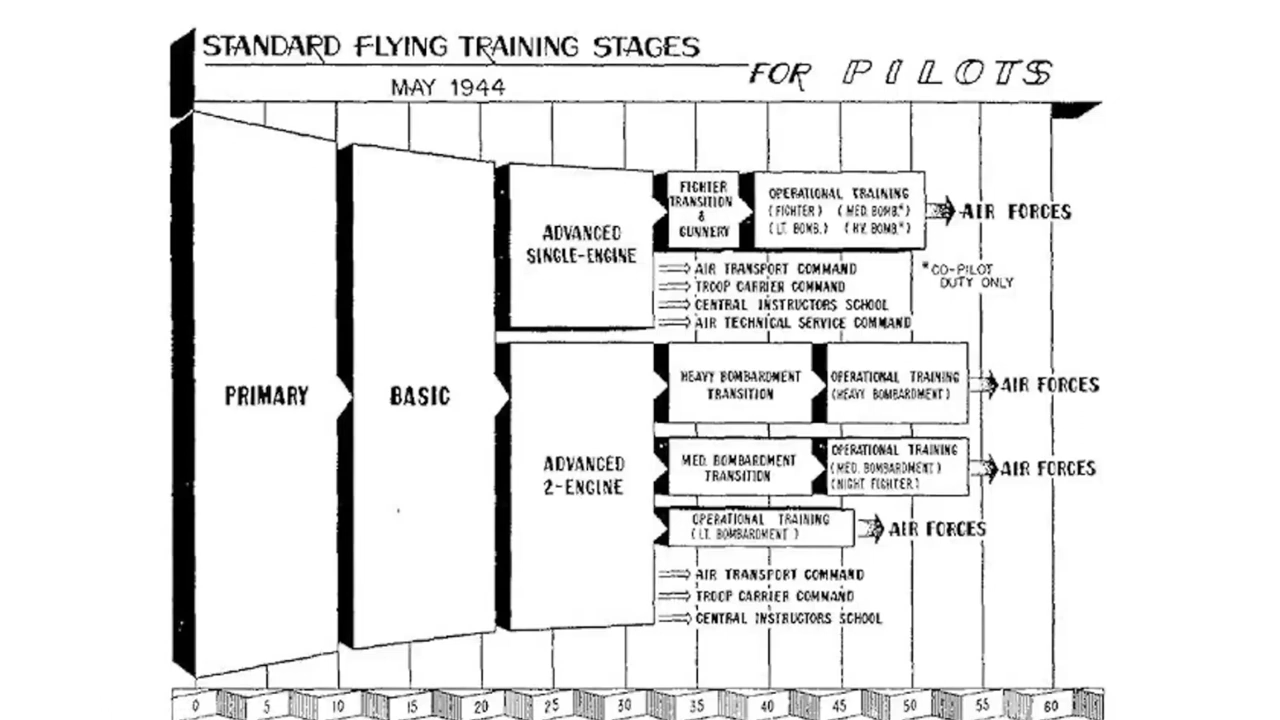 STANDARD FLYING TRAINING STAGES
FOR PILOTS
MAY 1944
PRIMARY
BASIC
ADVANCED
SINGLE-ENGINE
FIGHTER
TRANSITION
&
GUNNERY
OPERATIONAL TRAINING
(FIGHTER) (MED. BOMB.*)
(LT. BOMB.) (HV. BOMB.*)
AIR FORCES
*CO-PILOT
DUTY ONLY
AIR TRANSPORT COMMAND
TROOP CARRIER COMMAND
CENTRAL INSTRUCTORS SCHOOL
AIR TECHNICAL SERVICE COMMAND
ADVANCED
2-ENGINE
HEAVY BOMBARDMENT
TRANSITION
OPERATIONAL TRAINING
(HEAVY BOMBARDMENT)
AIR FORCES
MED. BOMBARDMENT
TRANSITION
OPERATIONAL TRAINING
(MED. BOMBARDMENT)
(NIGHT FIGHTER)
AIR FORCES
OPERATIONAL TRAINING
(LT. BOMBARDMENT)
AIR FORCES
AIR TRANSPORT COMMAND
TROOP CARRIER COMMAND
CENTRAL INSTRUCTORS SCHOOL
0 5 10 15 20 25 30 35 40 45 50 55 60